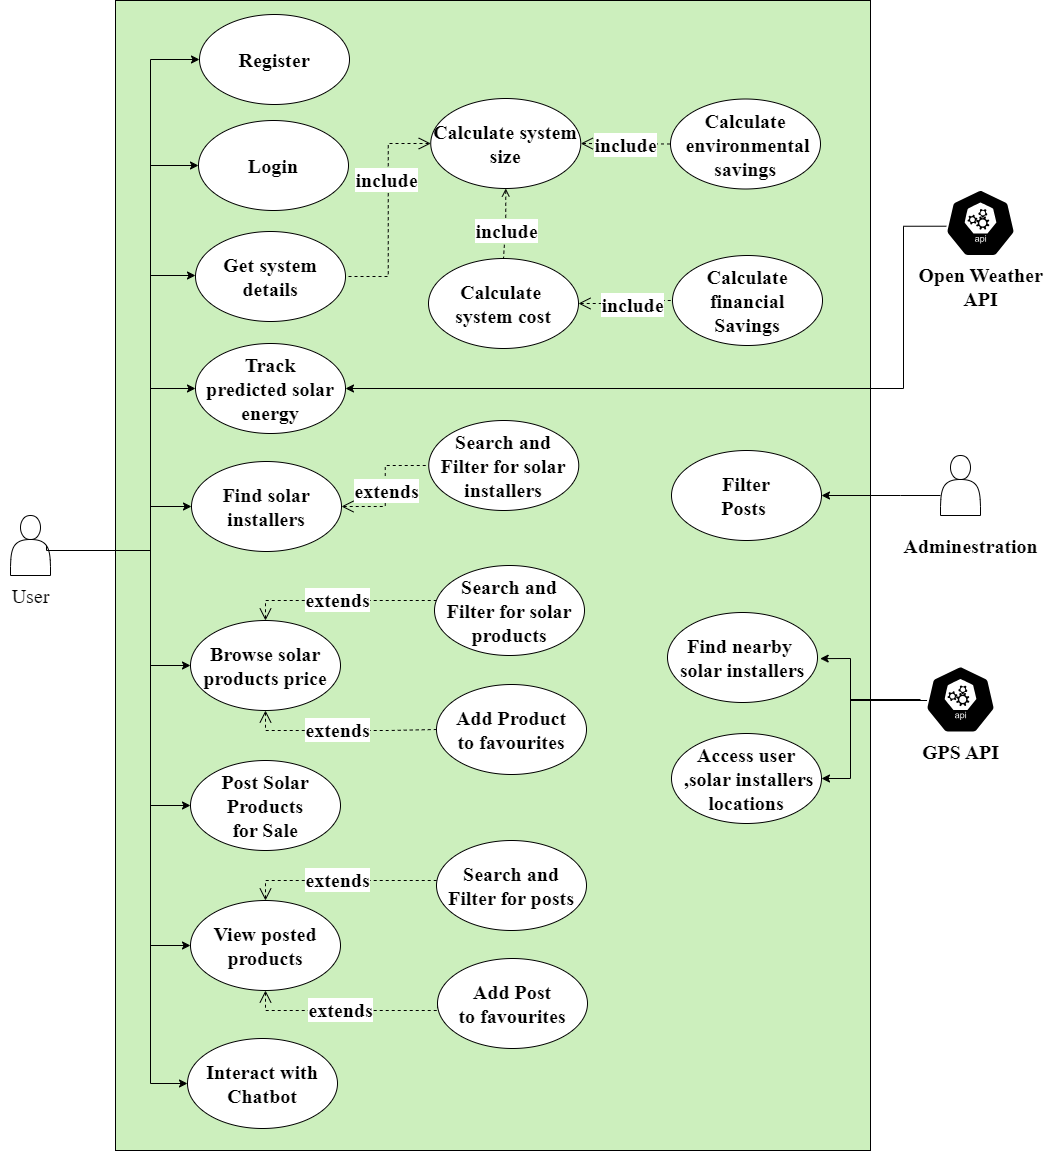 Register
Calculate system
size
include
Calculate
environmental
savings
Login
include
include
Get system
details
Calculate
system cost
include
Calculate
financial
Savings
api
Open Weather
API
Track
predicted solar
energy
Search and
Filter for solar
installers
extends
Find solar
installers
Filter
Posts
Adminestration
User
extends
Search and
Filter for solar
products
Browse solar
products price
extends
Add Product
to favourites
Find nearby
solar installers
api
GPS API
Access user
,solar installers
locations
Post Solar
Products
for Sale
extends
Search and
Filter for posts
View posted
products
extends
Add Post
to favourites
Interact with
Chatbot